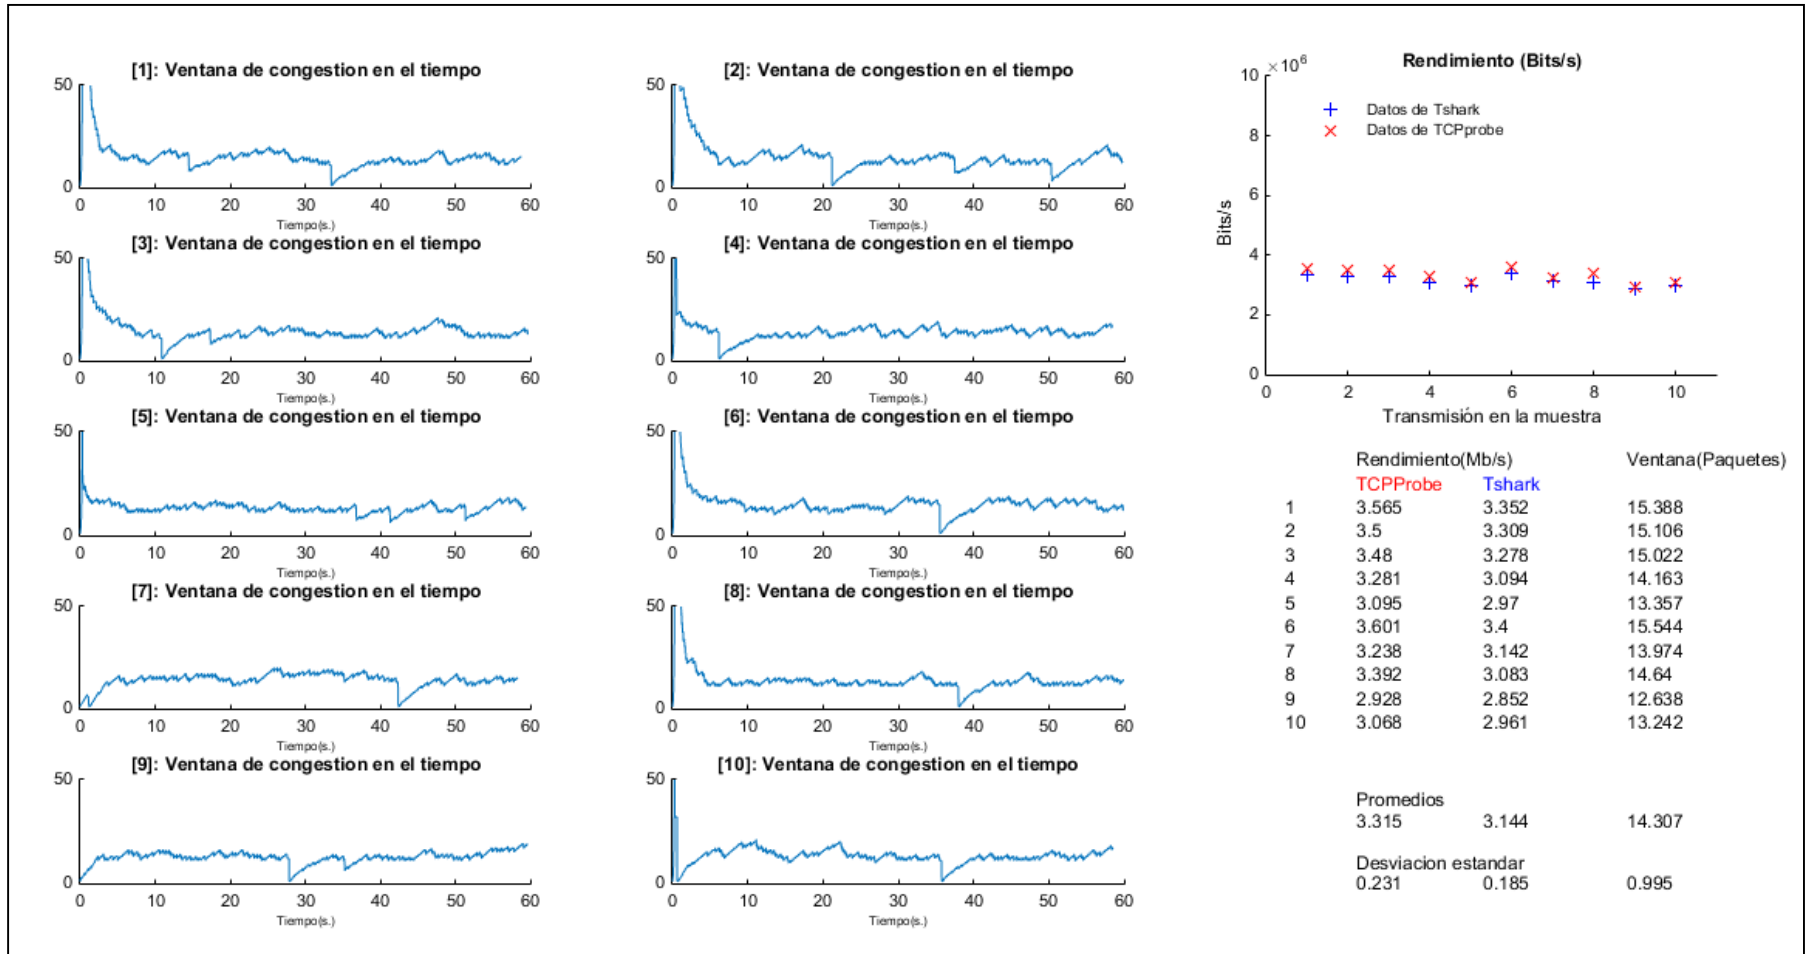 [1]: Ventana de congestion en el tiempo
50
0
0 10 20 30 40 50 60
Tiempo(s.)
[2]: Ventana de congestion en el tiempo
50
0
0 10 20 30 40 50 60
Tiempo(s.)
[3]: Ventana de congestion en el tiempo
50
0
0 10 20 30 40 50 60
Tiempo(s.)
[4]: Ventana de congestion en el tiempo
50
0
0 10 20 30 40 50 60
Tiempo(s.)
[5]: Ventana de congestion en el tiempo
50
0
0 10 20 30 40 50 60
Tiempo(s.)
[6]: Ventana de congestion en el tiempo
50
0
0 10 20 30 40 50 60
Tiempo(s.)
[7]: Ventana de congestion en el tiempo
50
0
0 10 20 30 40 50 60
Tiempo(s.)
[8]: Ventana de congestion en el tiempo
50
0
0 10 20 30 40 50 60
Tiempo(s.)
[9]: Ventana de congestion en el tiempo
50
0
0 10 20 30 40 50 60
Tiempo(s.)
[10]: Ventana de congestion en el tiempo
50
0
0 10 20 30 40 50 60
Tiempo(s.)
Rendimiento (Bits/s)
×10⁶
10
8
6
4
2
0
Bits/s
Datos de Tshark
Datos de TCPprobe
0 2 4 6 8 10
Transmisión en la muestra
Rendimiento(Mb/s) Ventana(Paquetes)
TCPProbe Tshark
1 3.565 3.352 15.388
2 3.5 3.309 15.106
3 3.48 3.278 15.022
4 3.281 3.094 14.163
5 3.095 2.97 13.357
6 3.601 3.4 15.544
7 3.238 3.142 13.974
8 3.392 3.083 14.64
9 2.928 2.852 12.638
10 3.068 2.961 13.242
Promedios
3.315 3.144 14.307
Desviacion estandar
0.231 0.185 0.995